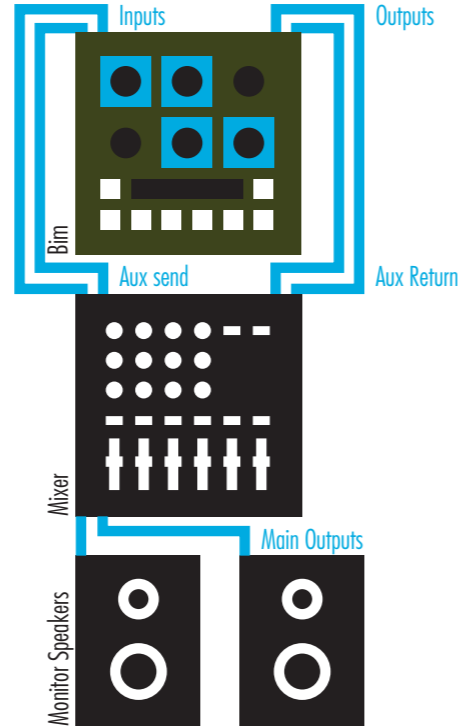 Inputs
Outputs
Bim
Aux send
Aux Return
Mixer
Main Outputs
Monitor Speakers